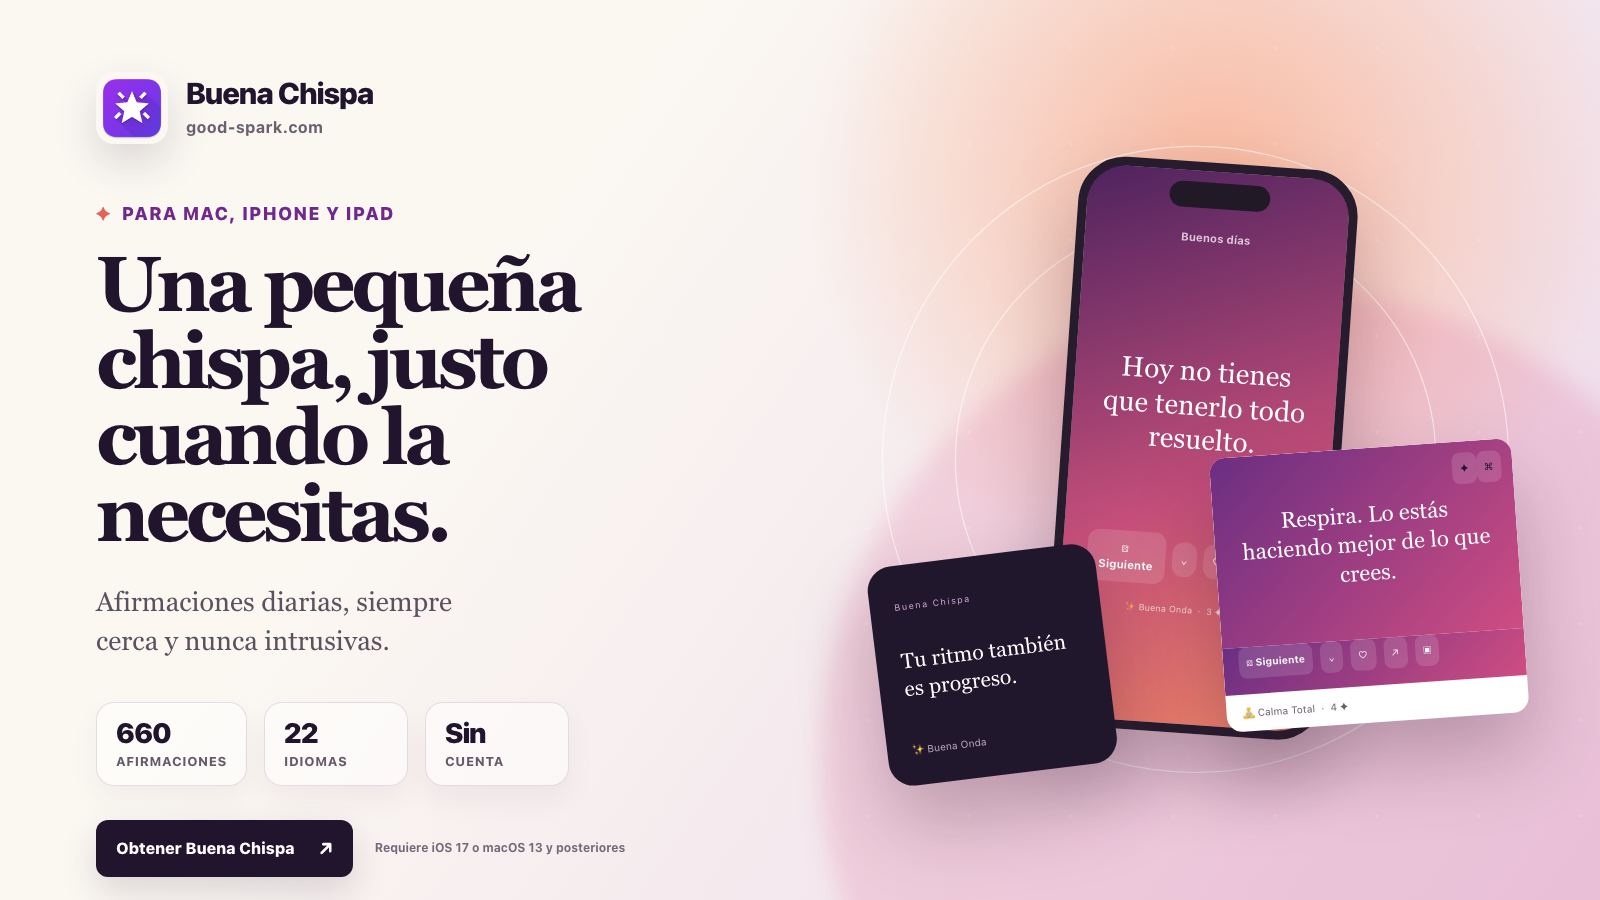 Buena Chispa
good-spark.com
PARA MAC, IPHONE Y IPAD
Una pequeña
chispa, justo
cuando la
necesitas.
Afirmaciones diarias, siempre
cerca y nunca intrusivas.
660
AFIRMACIONES
22
IDIOMAS
Sin
CUENTA
Obtener Buena Chispa
Requiere iOS 17 o macOS 13 y posteriores
Buenos días
Hoy no tienes
que tenerlo todo
resuelto.
Siguiente
✨ Buena Onda · 3
Buena Chispa
Tu ritmo también
es progreso.
✨ Buena Onda
Respira. Lo estás
haciendo mejor de lo que
crees.
Siguiente
🧘 Calma Total · 4 ✦